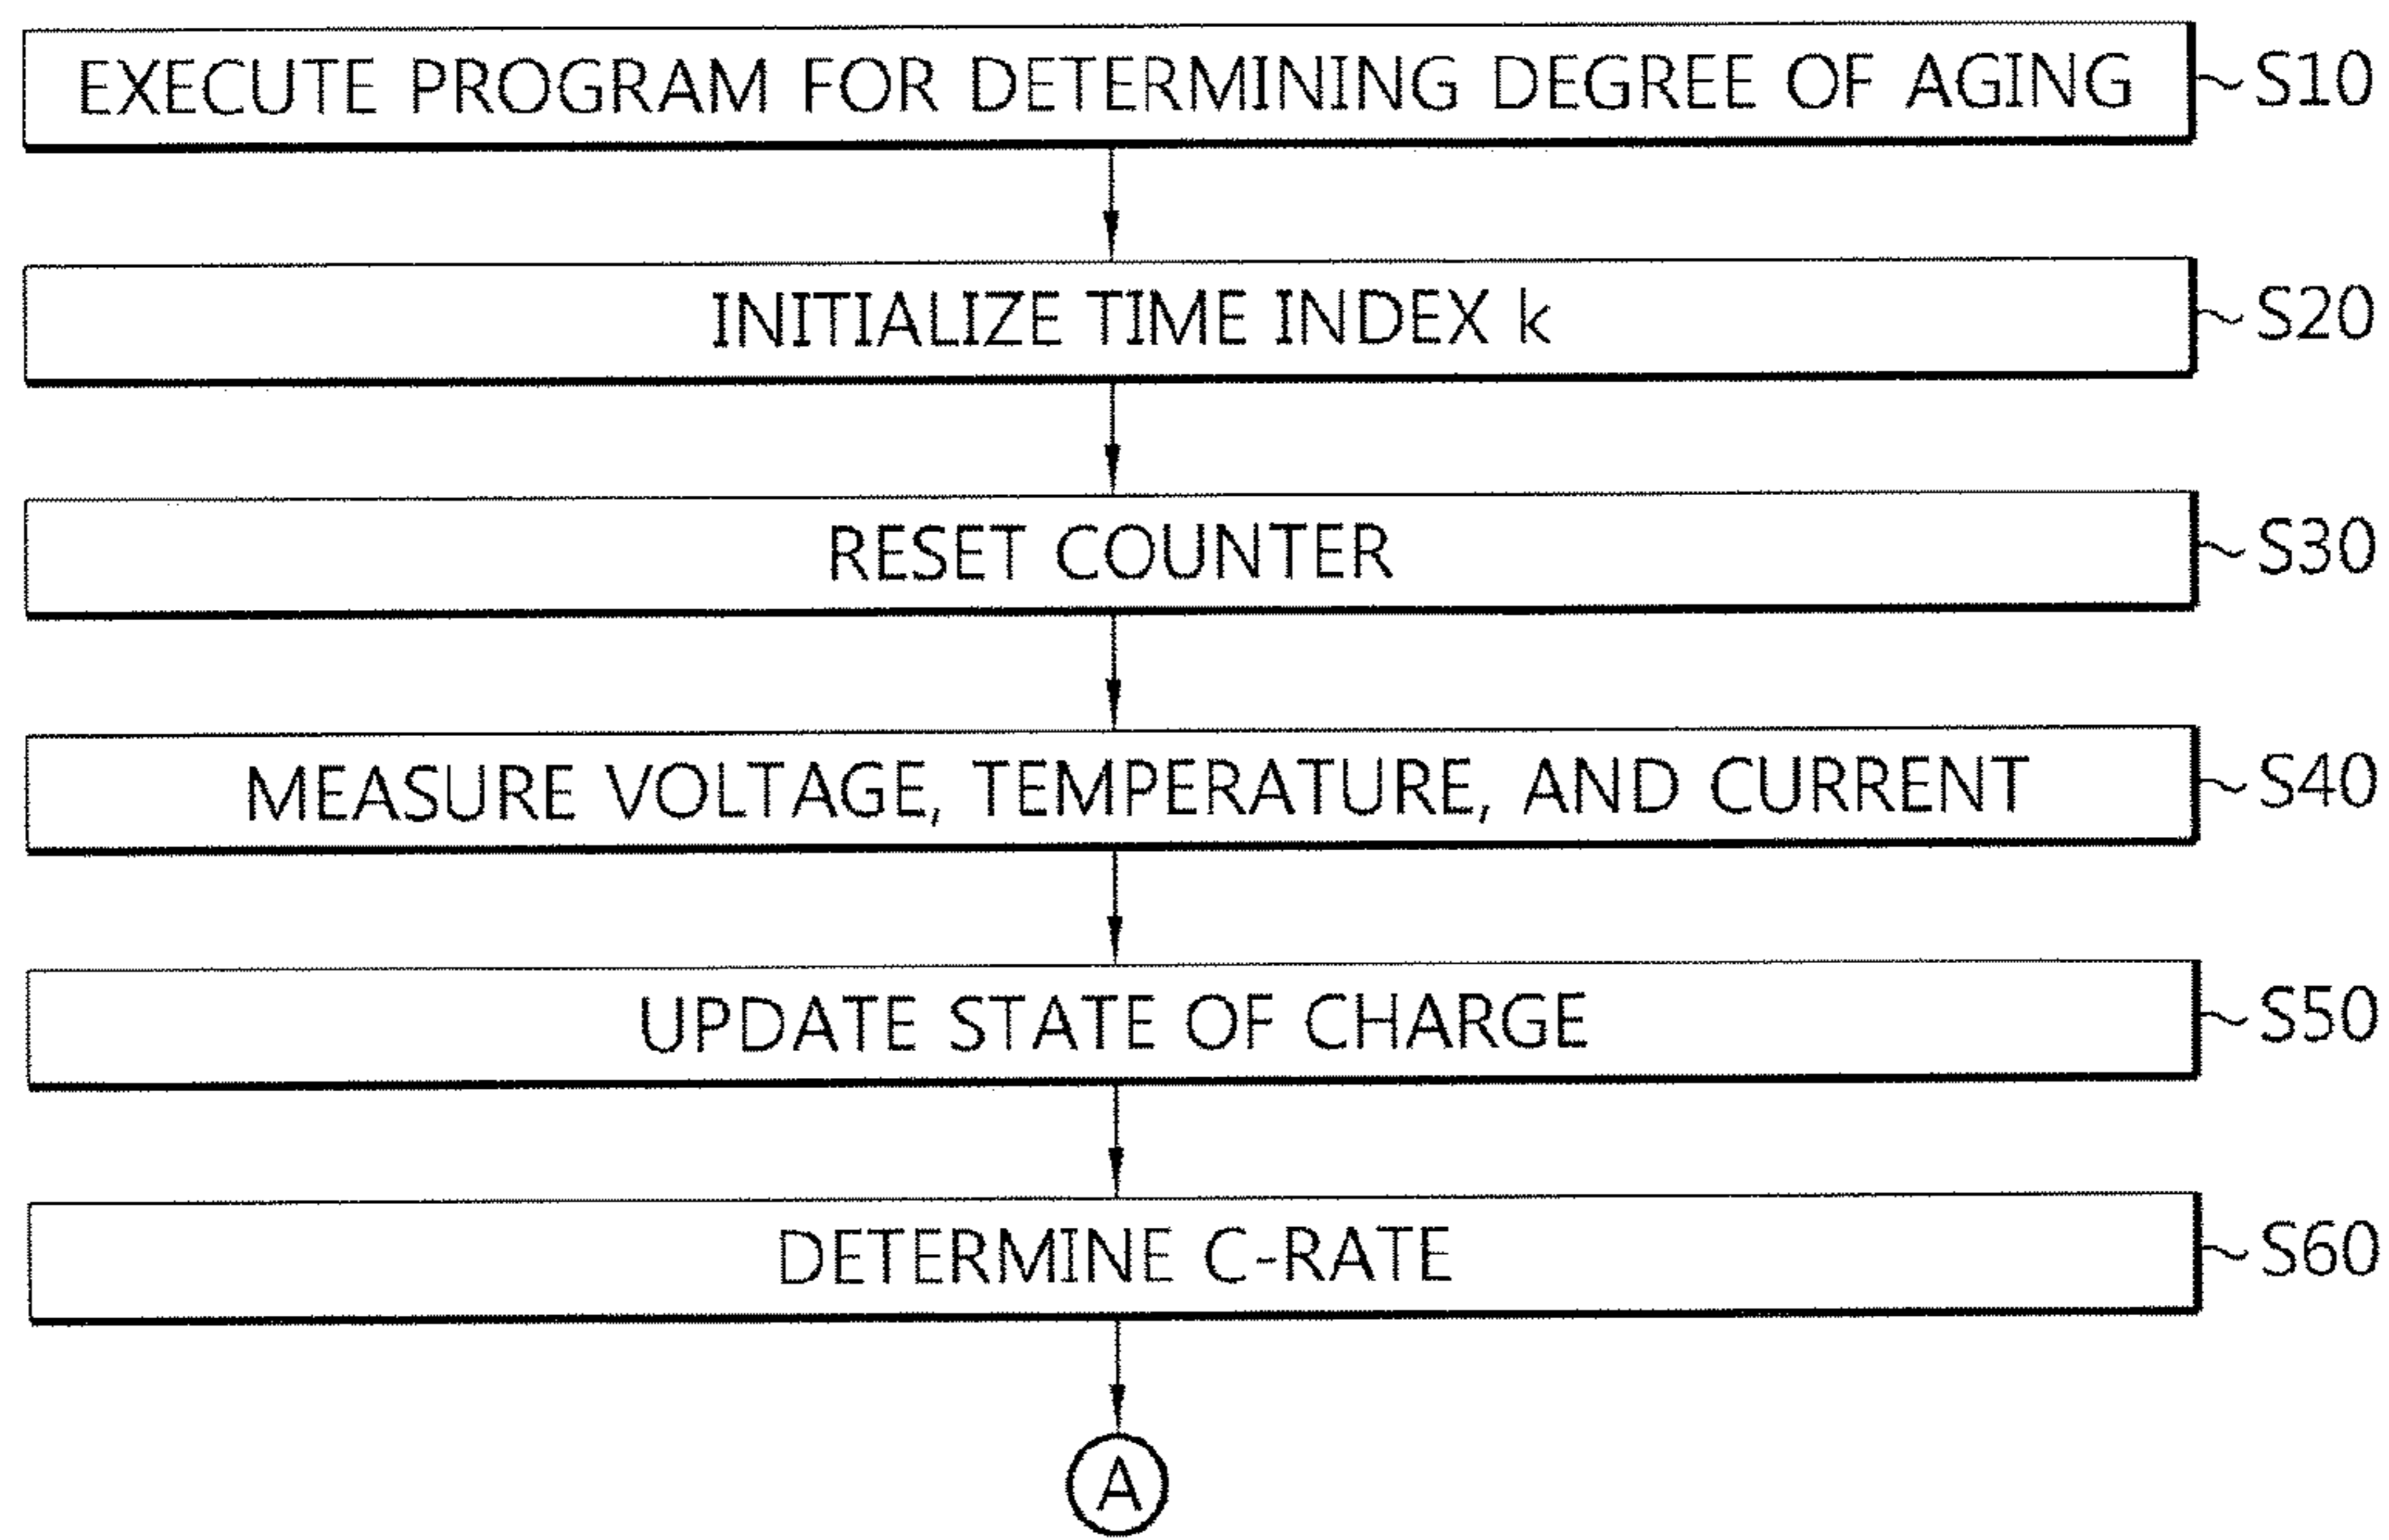 EXECUTE PROGRAM FOR DETERMINING DEGREE OF AGING S10
INITIALIZE TIME INDEX k S20
RESET COUNTER S30
MEASURE VOLTAGE, TEMPERATURE, AND CURRENT S40
UPDATE STATE OF CHARGE S50
DETERMINE C-RATE S60
A